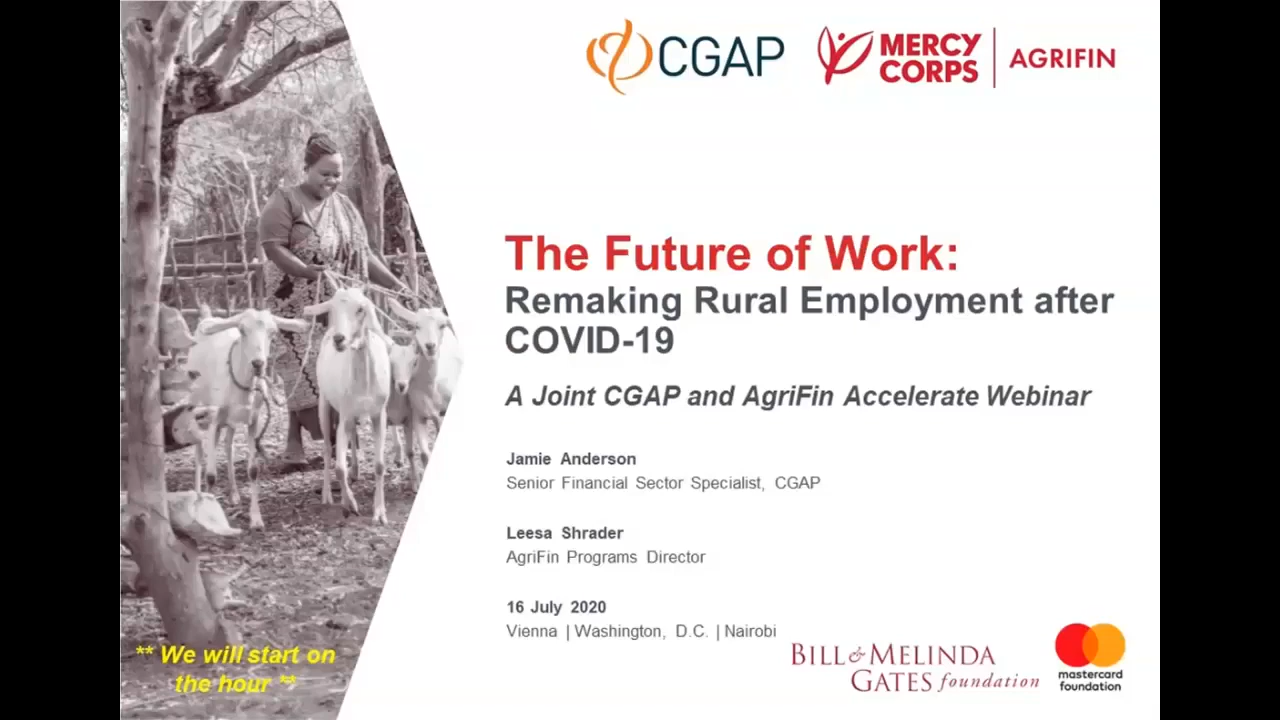 CGAP
MERCY
CORPS
AGRIFIN
The Future of Work:
Remaking Rural Employment after
COVID-19
A Joint CGAP and AgriFin Accelerate Webinar
Jamie Anderson
Senior Financial Sector Specialist, CGAP
Leesa Shrader
AgriFin Programs Director
16 July 2020
Vienna | Washington, D.C. | Nairobi
** We will start on
the hour **
BILL & MELINDA
GATES foundation
mastercard
foundation